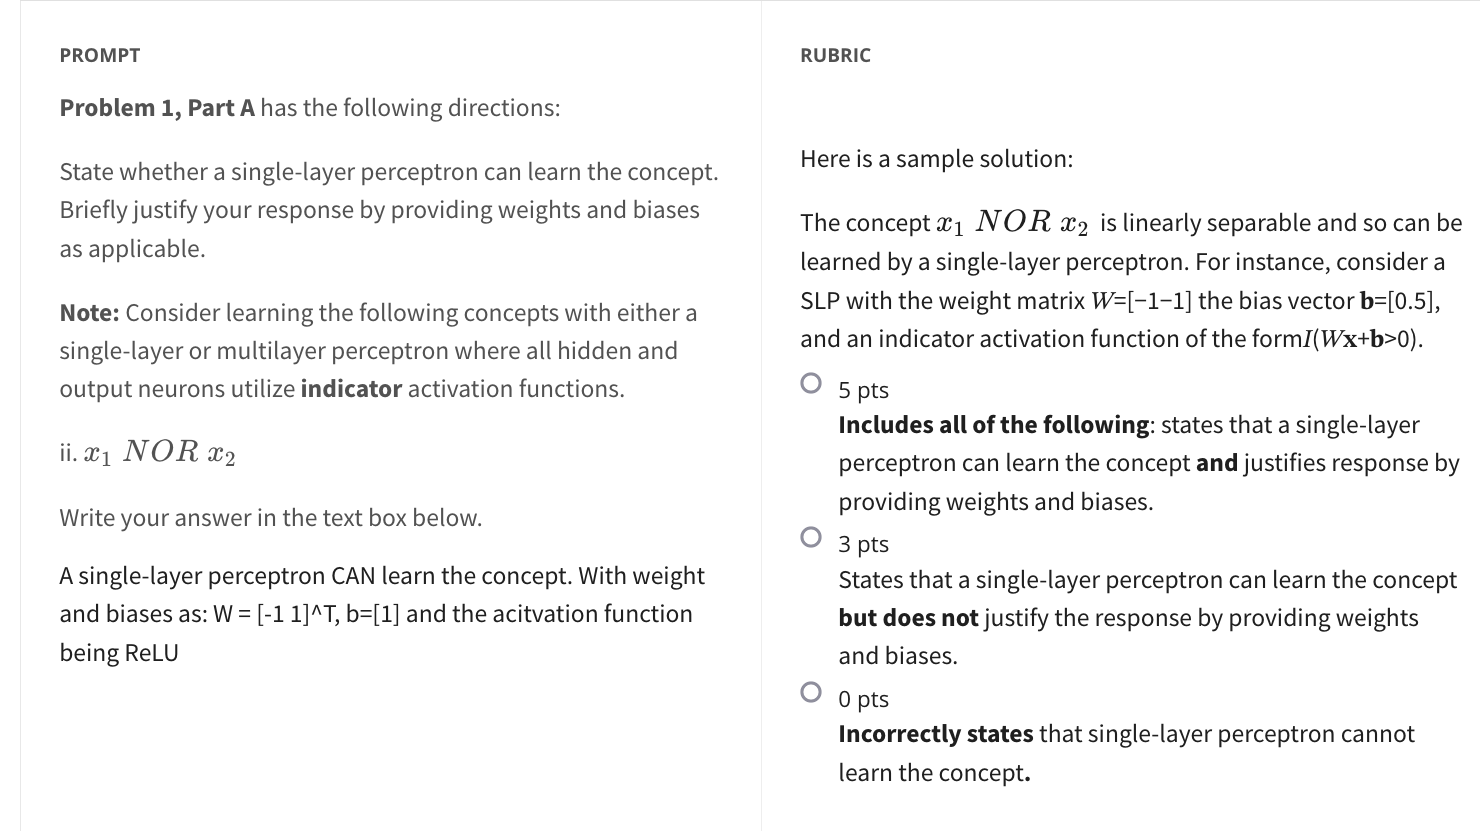 PROMPT
Problem 1, Part A has the following directions:
State whether a single-layer perceptron can learn the concept.
Briefly justify your response by providing weights and biases
as applicable.
Note: Consider learning the following concepts with either a
single-layer or multilayer perceptron where all hidden and
output neurons utilize indicator activation functions.
ii. x₁ NOR x₂
Write your answer in the text box below.
A single-layer perceptron CAN learn the concept. With weight
and biases as: W = [-1 1]^T, b=[1] and the acitvation function
being ReLU
RUBRIC
Here is a sample solution:
The concept x₁ NOR x₂ is linearly separable and so can be
learned by a single-layer perceptron. For instance, consider a
SLP with the weight matrix W=[−1−1] the bias vector b=[0.5],
and an indicator activation function of the formI(Wx+b>0).
5 pts
Includes all of the following: states that a single-layer
perceptron can learn the concept and justifies response by
providing weights and biases.
3 pts
States that a single-layer perceptron can learn the concept
but does not justify the response by providing weights
and biases.
0 pts
Incorrectly states that single-layer perceptron cannot
learn the concept.